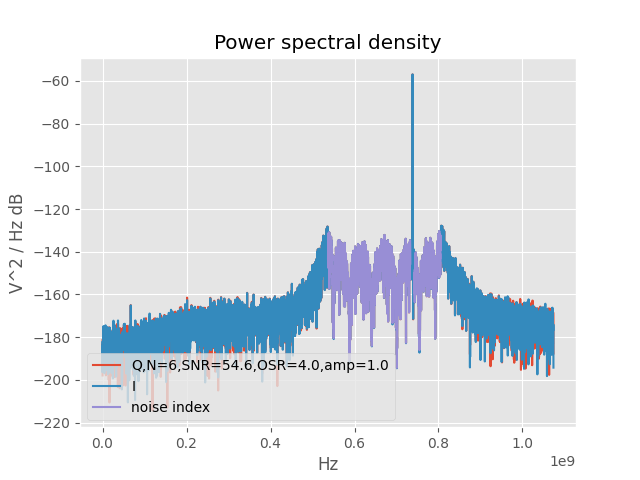 Power spectral density
V^2 / Hz dB
−60
−80
−100
−120
−140
−160
−180
−200
−220
Q,N=6,SNR=54.6,OSR=4.0,amp=1.0
I
noise index
0.0 0.2 0.4 0.6 0.8 1.0
1e9
Hz